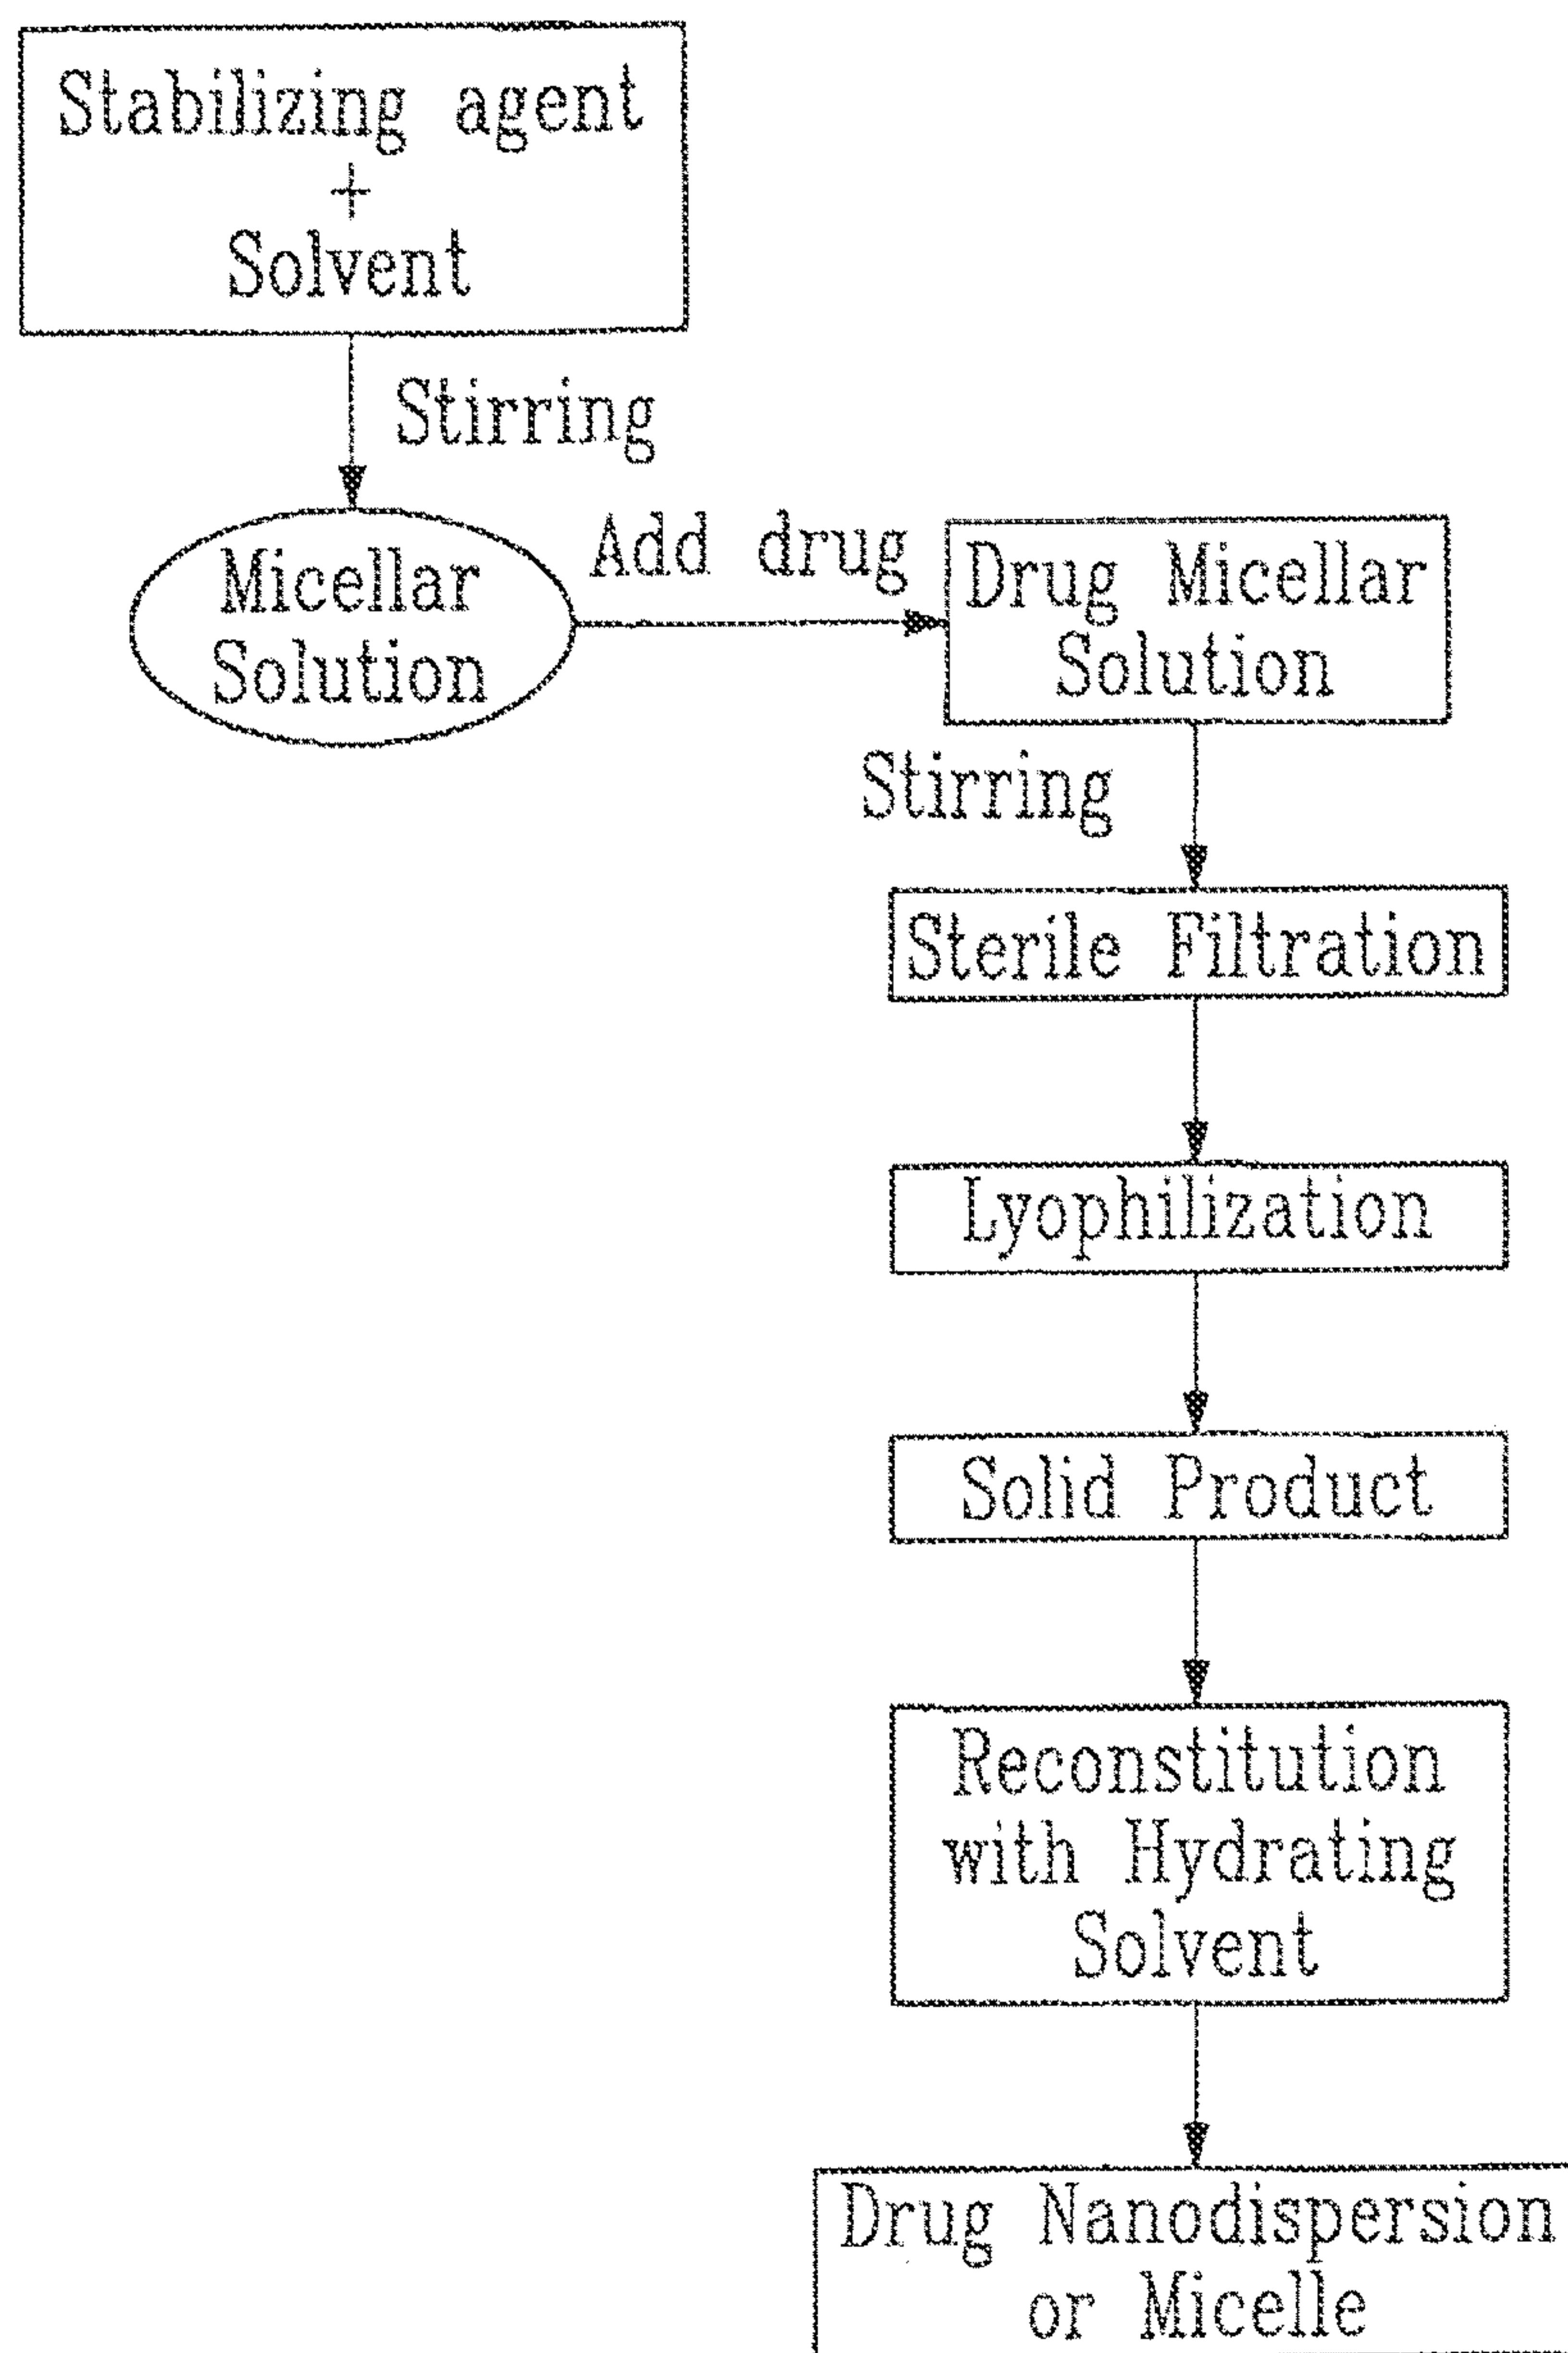 Stabilizing agent
+
Solvent
Stirring
Micellar
Solution
Add drug
Drug Micellar
Solution
Stirring
Sterile Filtration
Lyophilization
Solid Product
Reconstitution
with Hydrating
Solvent
Drug Nanodispersion
or Micelle